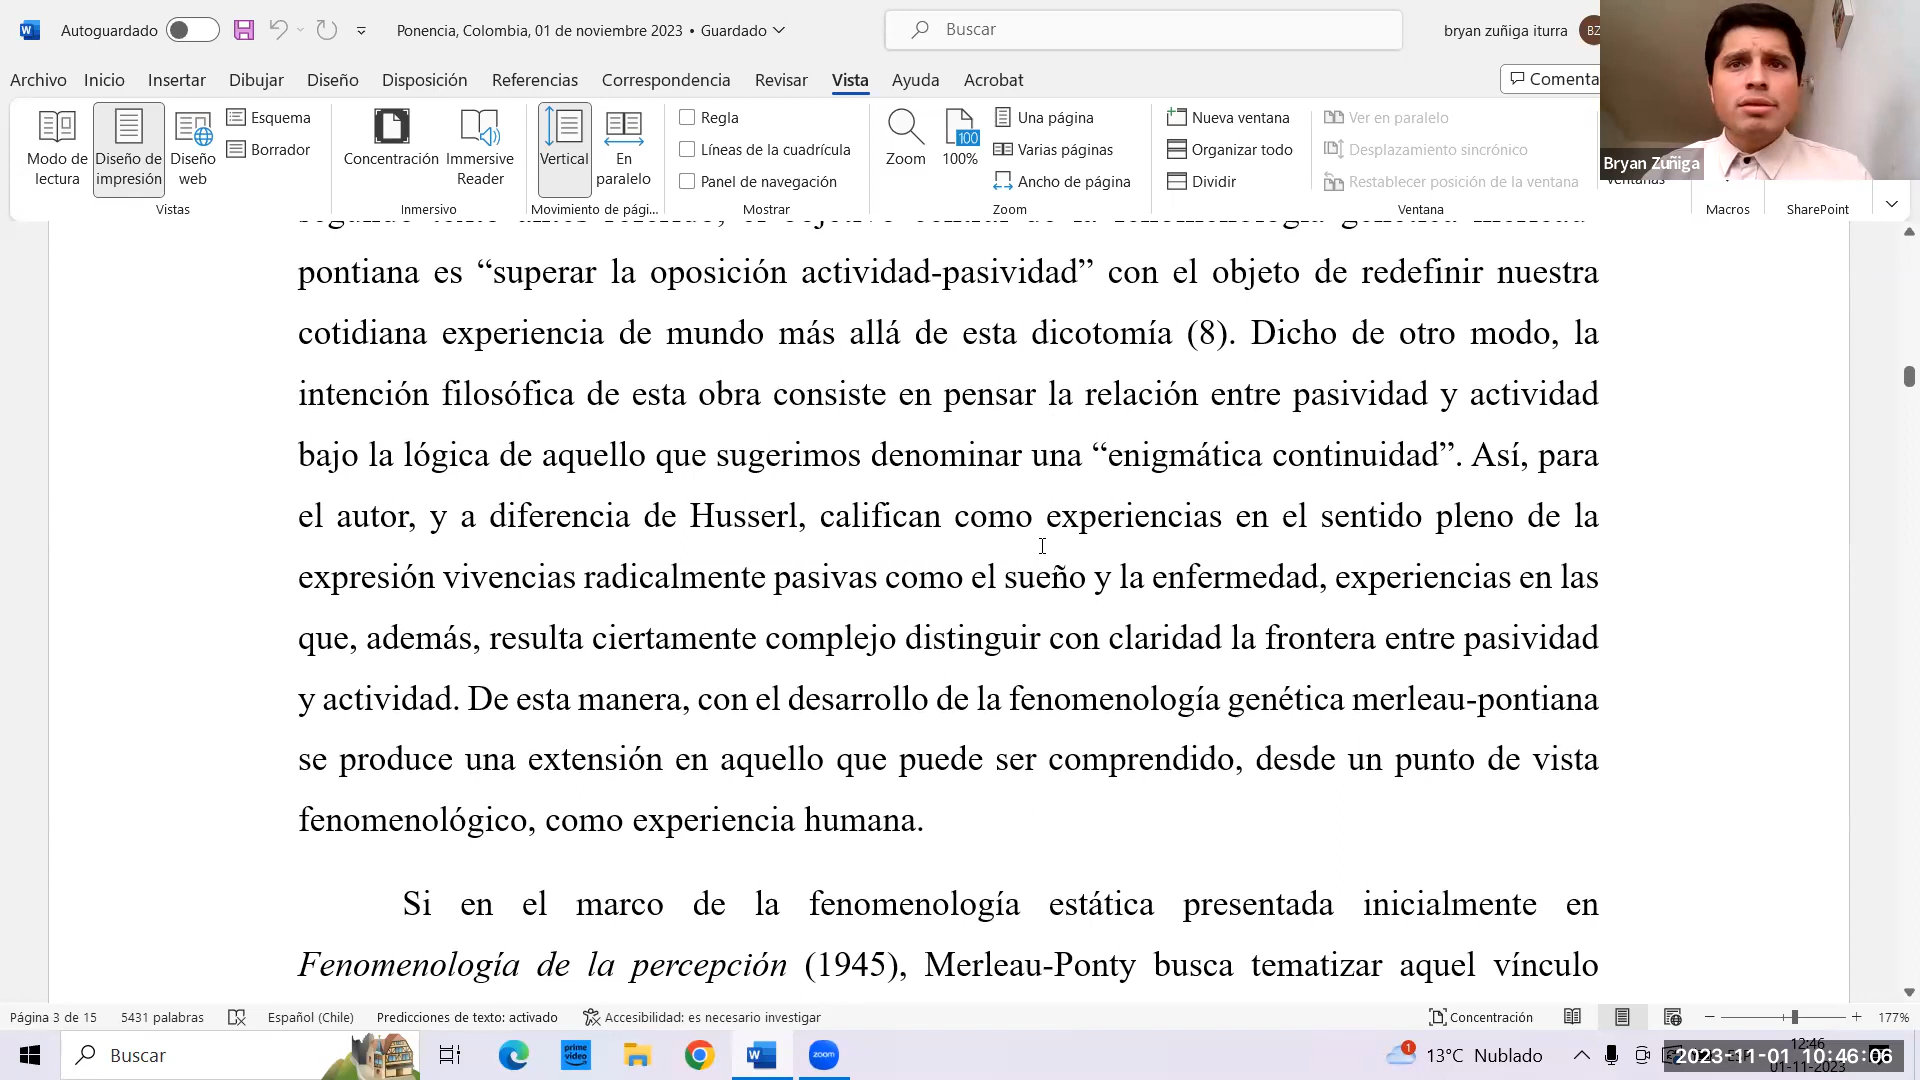 Autoguardado
Ponencia, Colombia, 01 de noviembre 2023 • Guardado
Buscar
bryan zuñiga iturra
BZ
Archivo Inicio Insertar Dibujar Diseño Disposición Referencias Correspondencia Revisar Vista Ayuda Acrobat
Comenta
Modo de lectura
Diseño de impresión
Diseño web
Esquema
Borrador
Vistas
Concentración
Immersive Reader
Inmersivo
Vertical
En paralelo
Movimiento de pági...
Regla
Líneas de la cuadrícula
Panel de navegación
Mostrar
Zoom
100
100%
Una página
Varias páginas
Ancho de página
Zoom
Nueva ventana
Organizar todo
Dividir
Ver en paralelo
Desplazamiento sincrónico
Restablecer posición de la ventana
Ventana
Macros
SharePoint
Bryan Zuñiga
pontiana es “superar la oposición actividad-pasividad” con el objeto de redefinir nuestra
cotidiana experiencia de mundo más allá de esta dicotomía (8). Dicho de otro modo, la
intención filosófica de esta obra consiste en pensar la relación entre pasividad y actividad
bajo la lógica de aquello que sugerimos denominar una “enigmática continuidad”. Así, para
el autor, y a diferencia de Husserl, califican como experiencias en el sentido pleno de la
expresión vivencias radicalmente pasivas como el sueño y la enfermedad, experiencias en las
que, además, resulta ciertamente complejo distinguir con claridad la frontera entre pasividad
y actividad. De esta manera, con el desarrollo de la fenomenología genética merleau-pontiana
se produce una extensión en aquello que puede ser comprendido, desde un punto de vista
fenomenológico, como experiencia humana.
Si en el marco de la fenomenología estática presentada inicialmente en
Fenomenología de la percepción (1945), Merleau-Ponty busca tematizar aquel vínculo
Página 3 de 15 5431 palabras Español (Chile) Predicciones de texto: activado Accesibilidad: es necesario investigar
Concentración
177%
Buscar
prime video
zoom
1
13°C Nublado
12:46
01-11-2023
2023-11-01 10:46:06